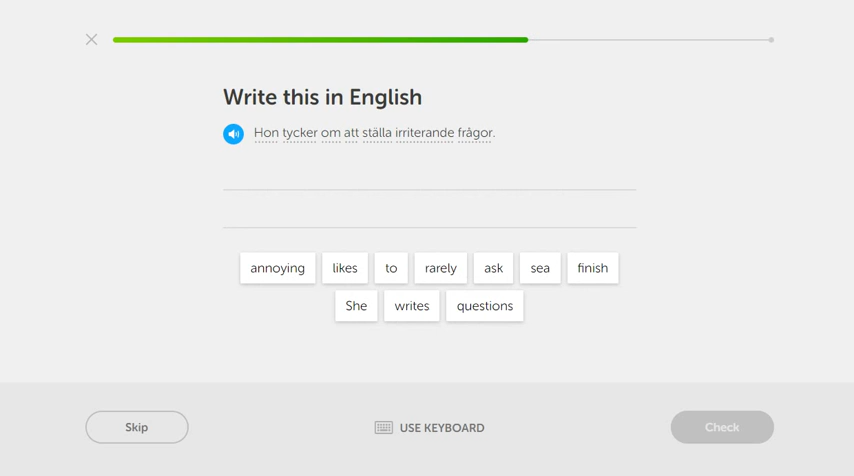 Write this in English
Hon tycker om att ställa irriterande frågor.
annoying likes to rarely ask sea finish
She writes questions
Skip USE KEYBOARD Check